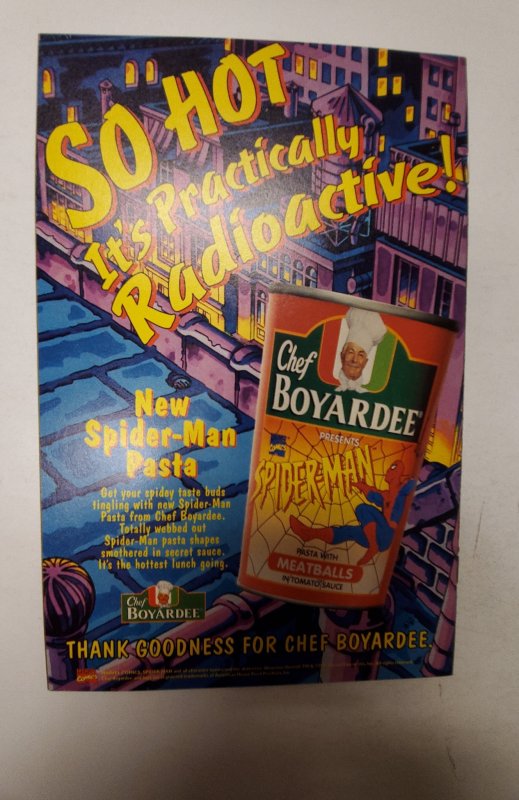 SO HOT
It's Practically
Radioactive!
Chef
BOYARDEE
PRESENTS
SPIDER-MAN
PASTA WITH
MEATBALLS
IN TOMATO SAUCE
New
Spider-Man
Pasta
Get your spidey taste buds
tingling with new Spider-Man
Pasta from Chef Boyardee.
Totally webbed out
Spider-Man pasta shapes
smothered in secret sauce.
It's the hottest lunch going.
Chef
BOYARDEE
THANK GOODNESS FOR CHEF BOYARDEE.
COMICS